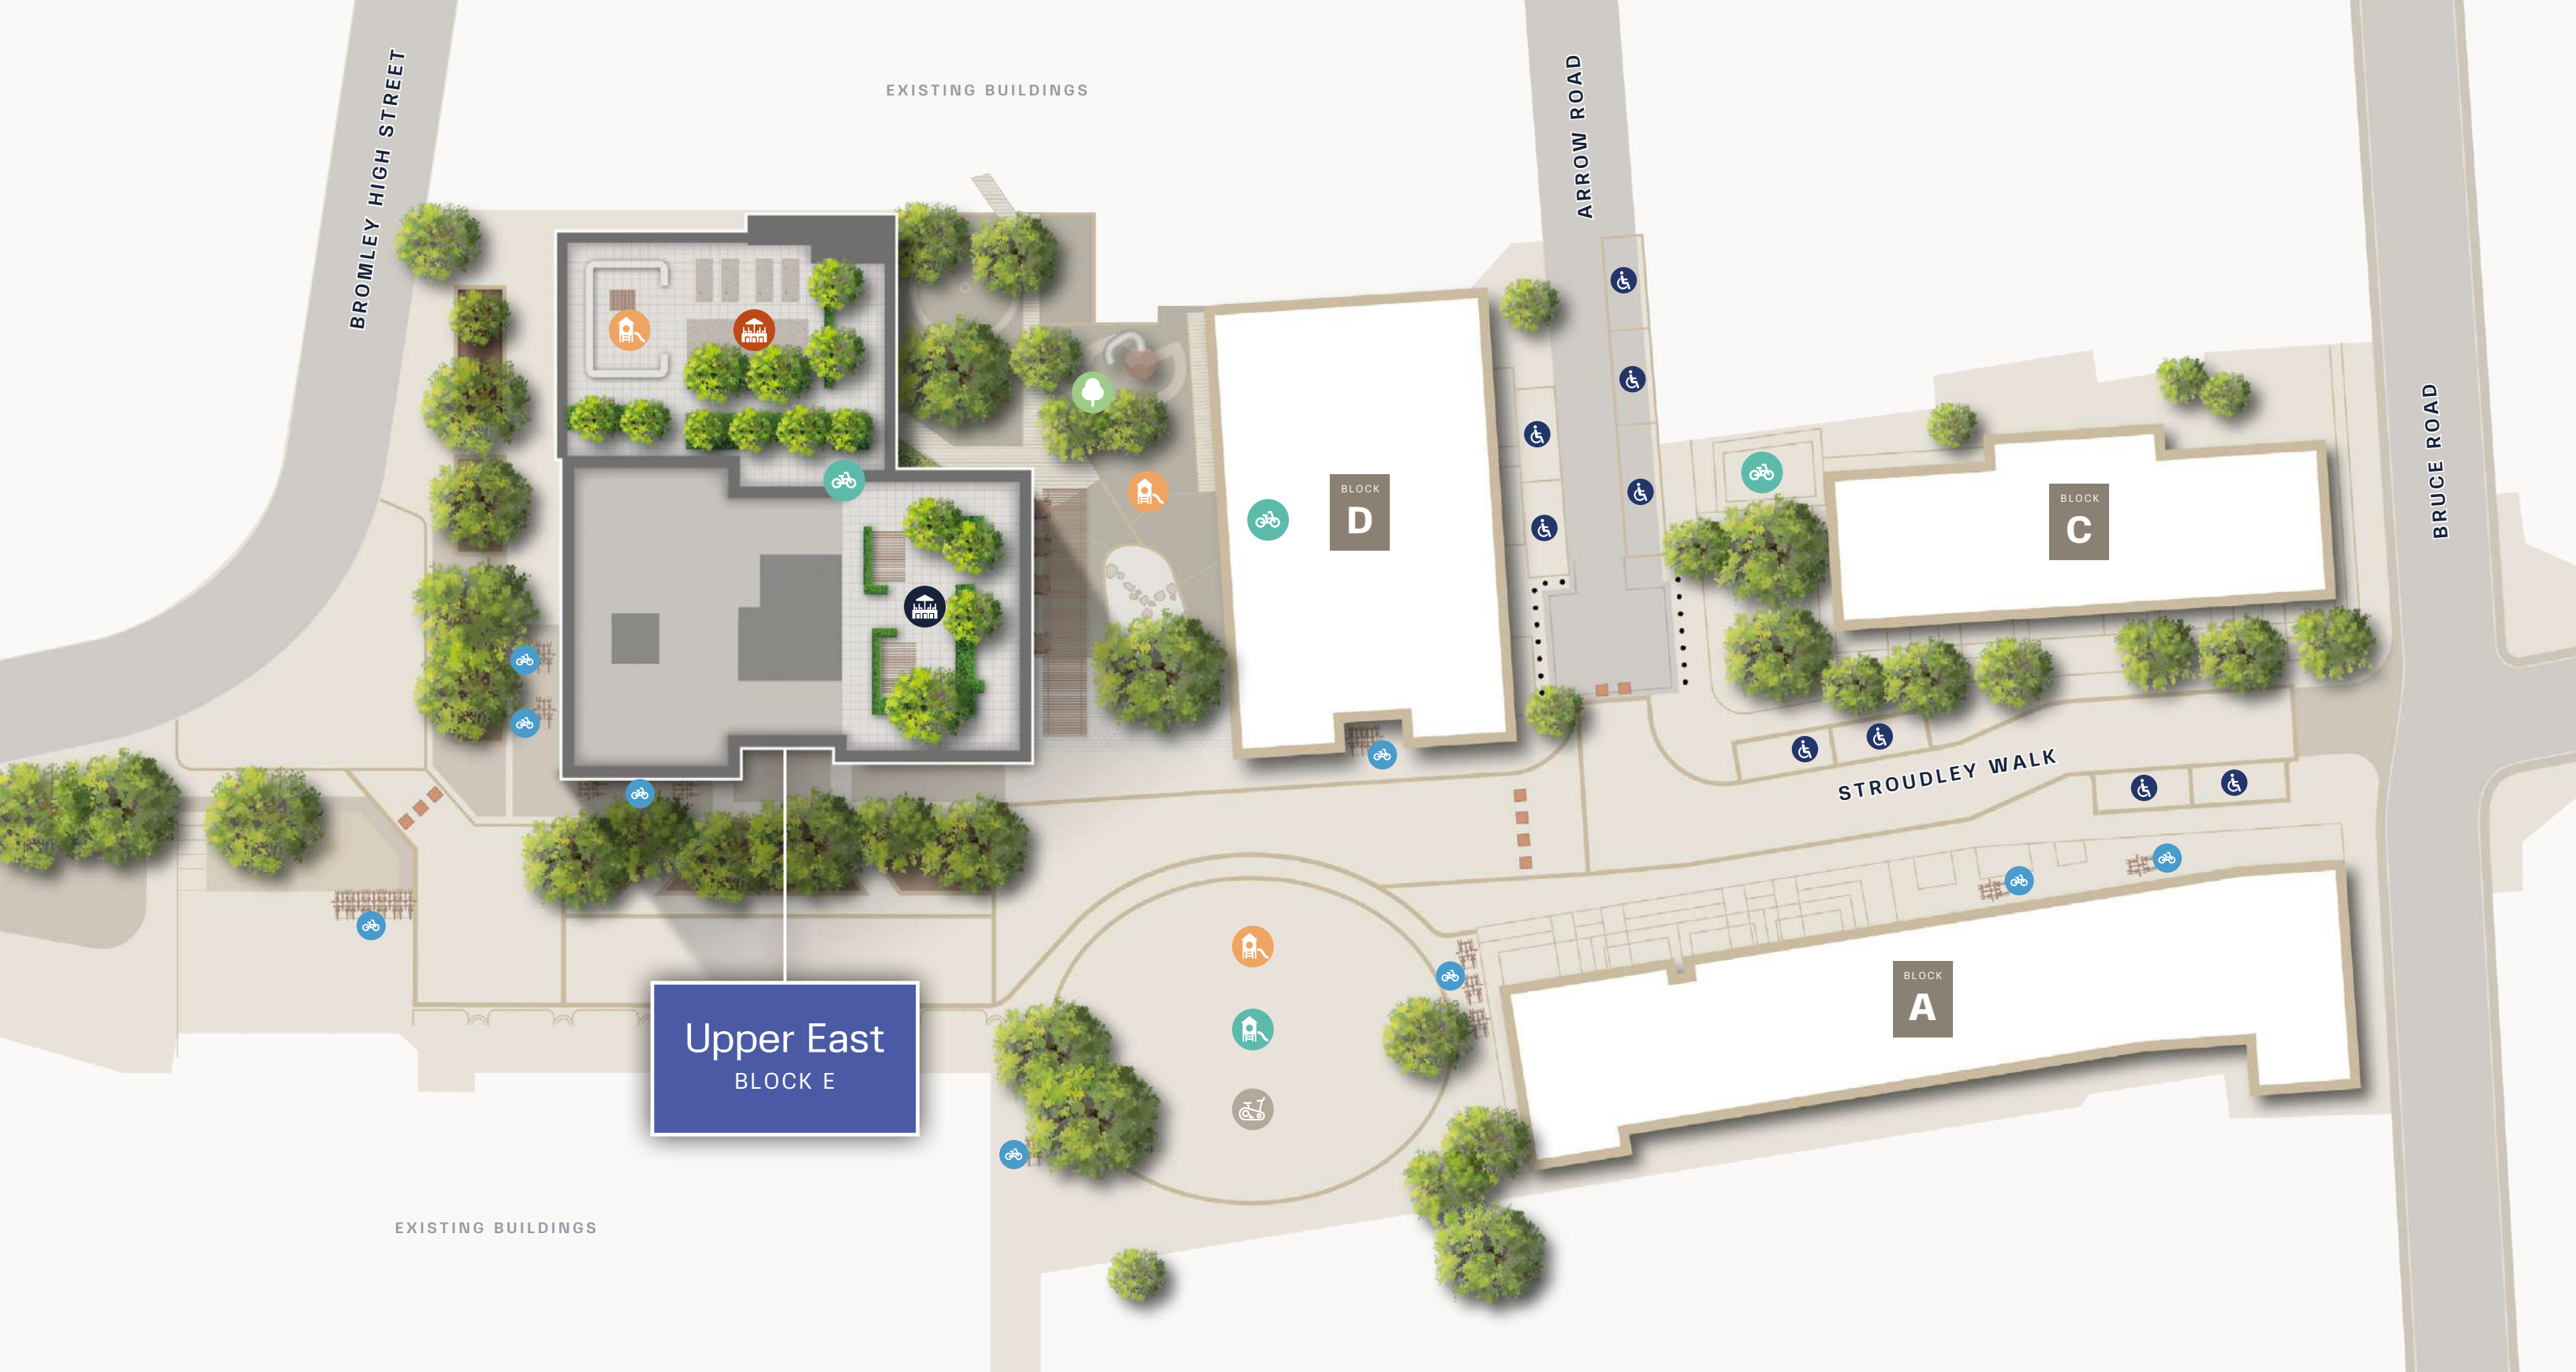 BROMLEY HIGH STREET
EXISTING BUILDINGS
ARROW ROAD
BRUCE ROAD
BLOCK
D
BLOCK
C
STROUDLEY WALK
BLOCK
A
Upper East
BLOCK E
EXISTING BUILDINGS